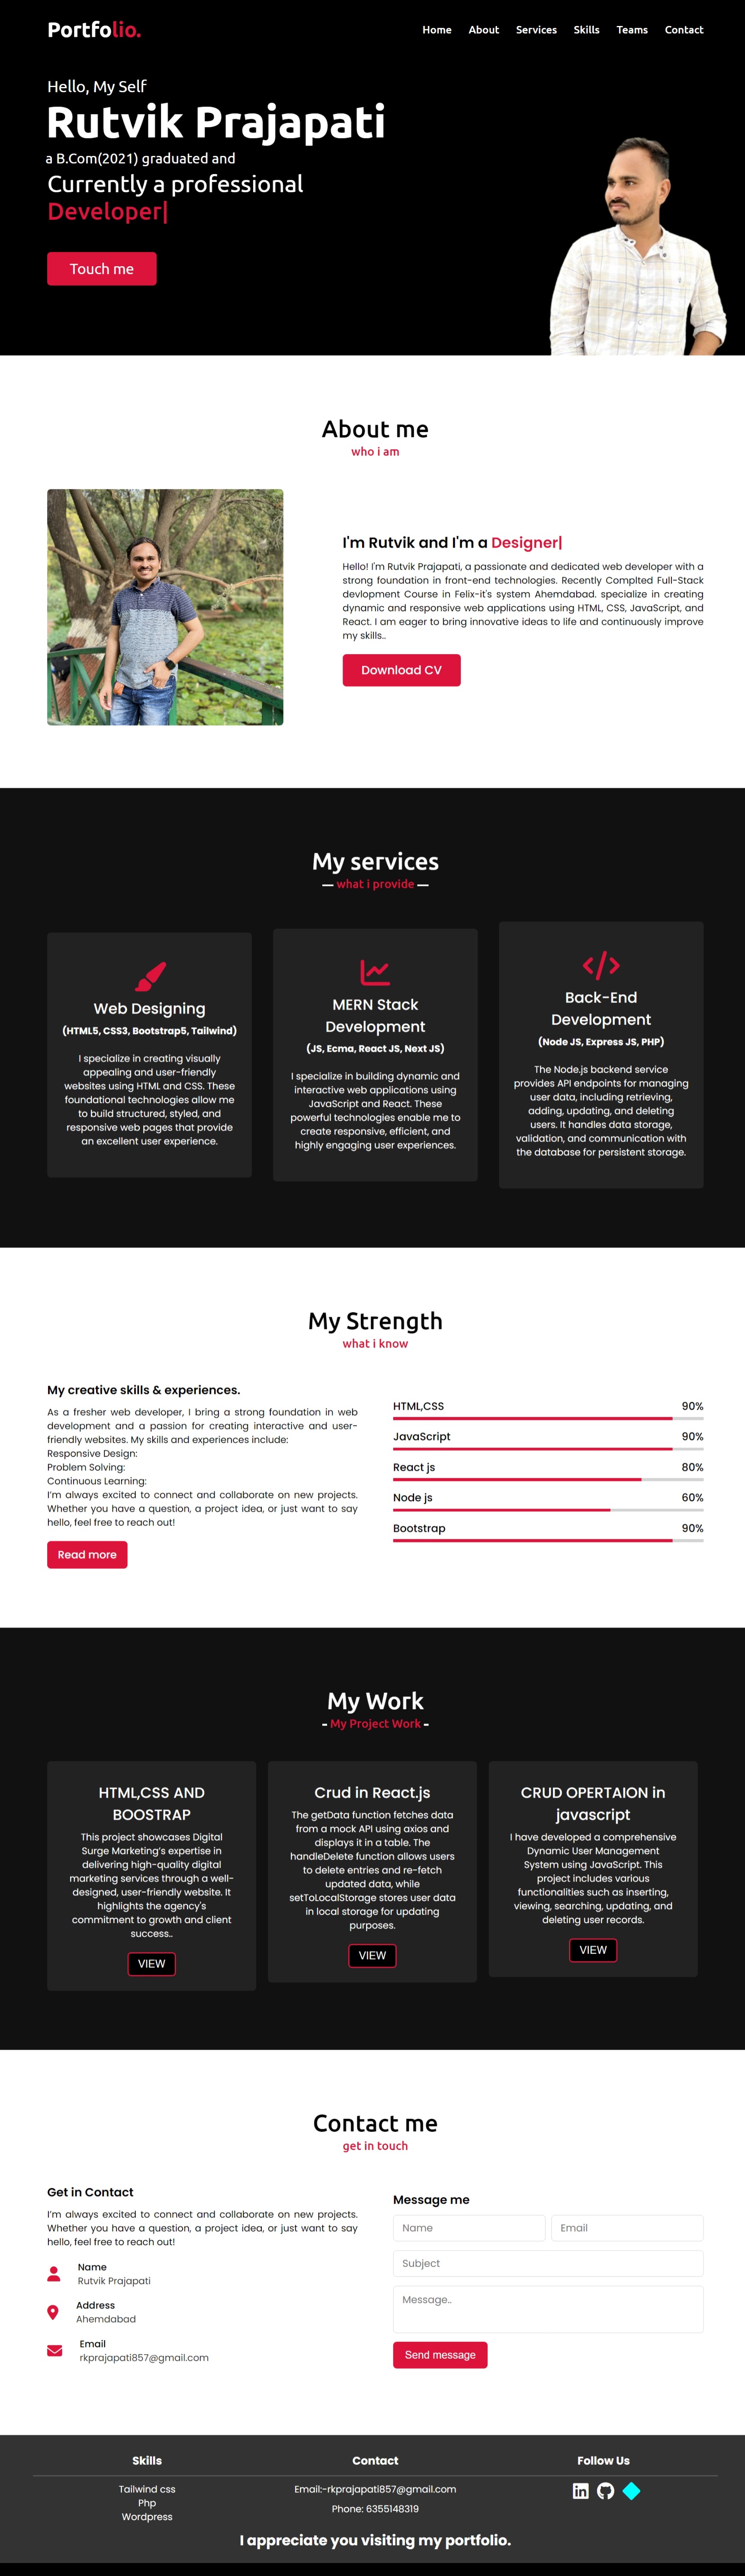 Portfolio.
Home About Services Skills Teams Contact
Hello, My Self
Rutvik Prajapati
a B.Com(2021) graduated and
Currently a professional
Developer|
Touch me
About me
who i am
I'm Rutvik and I'm a Designer|
Hello! I'm Rutvik Prajapati, a passionate and dedicated web developer with a
strong foundation in front-end technologies. Recently Complted Full-Stack
devlopment Course in Felix-it's system Ahemdabad. specialize in creating
dynamic and responsive web applications using HTML, CSS, JavaScript, and
React. I am eager to bring innovative ideas to life and continuously improve
my skills..
Download CV
My services
— what i provide —
Web Designing
(HTML5, CSS3, Bootstrap5, Tailwind)
I specialize in creating visually
appealing and user-friendly
websites using HTML and CSS. These
foundational technologies allow me
to build structured, styled, and
responsive web pages that provide
an excellent user experience.
MERN Stack
Development
(JS, Ecma, React JS, Next JS)
I specialize in building dynamic and
interactive web applications using
JavaScript and React. These
powerful technologies enable me to
create responsive, efficient, and
highly engaging user experiences.
Back-End
Development
(Node JS, Express JS, PHP)
The Node.js backend service
provides API endpoints for managing
user data, including retrieving,
adding, updating, and deleting
users. It handles data storage,
validation, and communication with
the database for persistent storage.
My Strength
what i know
My creative skills & experiences.
As a fresher web developer, I bring a strong foundation in web
development and a passion for creating interactive and user-
friendly websites. My skills and experiences include:
Responsive Design:
Problem Solving:
Continuous Learning:
I'm always excited to connect and collaborate on new projects.
Whether you have a question, a project idea, or just want to say
hello, feel free to reach out!
Read more
HTML,CSS 90%
JavaScript 90%
React js 80%
Node js 60%
Bootstrap 90%
My Work
- My Project Work -
HTML,CSS AND
BOOSTRAP
This project showcases Digital
Surge Marketing's expertise in
delivering high-quality digital
marketing services through a well-
designed, user-friendly website. It
highlights the agency's
commitment to growth and client
success..
VIEW
Crud in React.js
The getData function fetches data
from a mock API using axios and
displays it in a table. The
handleDelete function allows users
to delete entries and re-fetch
updated data, while
setToLocalStorage stores user data
in local storage for updating
purposes.
VIEW
CRUD OPERTAION in
javascript
I have developed a comprehensive
Dynamic User Management
System using JavaScript. This
project includes various
functionalities such as inserting,
viewing, searching, updating, and
deleting user records.
VIEW
Contact me
get in touch
Get in Contact
I'm always excited to connect and collaborate on new projects.
Whether you have a question, a project idea, or just want to say
hello, feel free to reach out!
Name
Rutvik Prajapati
Address
Ahemdabad
Email
rkprajapati857@gmail.com
Message me
Name Email
Subject
Message..
Send message
Skills
Tailwind css
Php
Wordpress
Contact
Email:-rkprajapati857@gmail.com
Phone: 6355148319
Follow Us
I appreciate you visiting my portfolio.